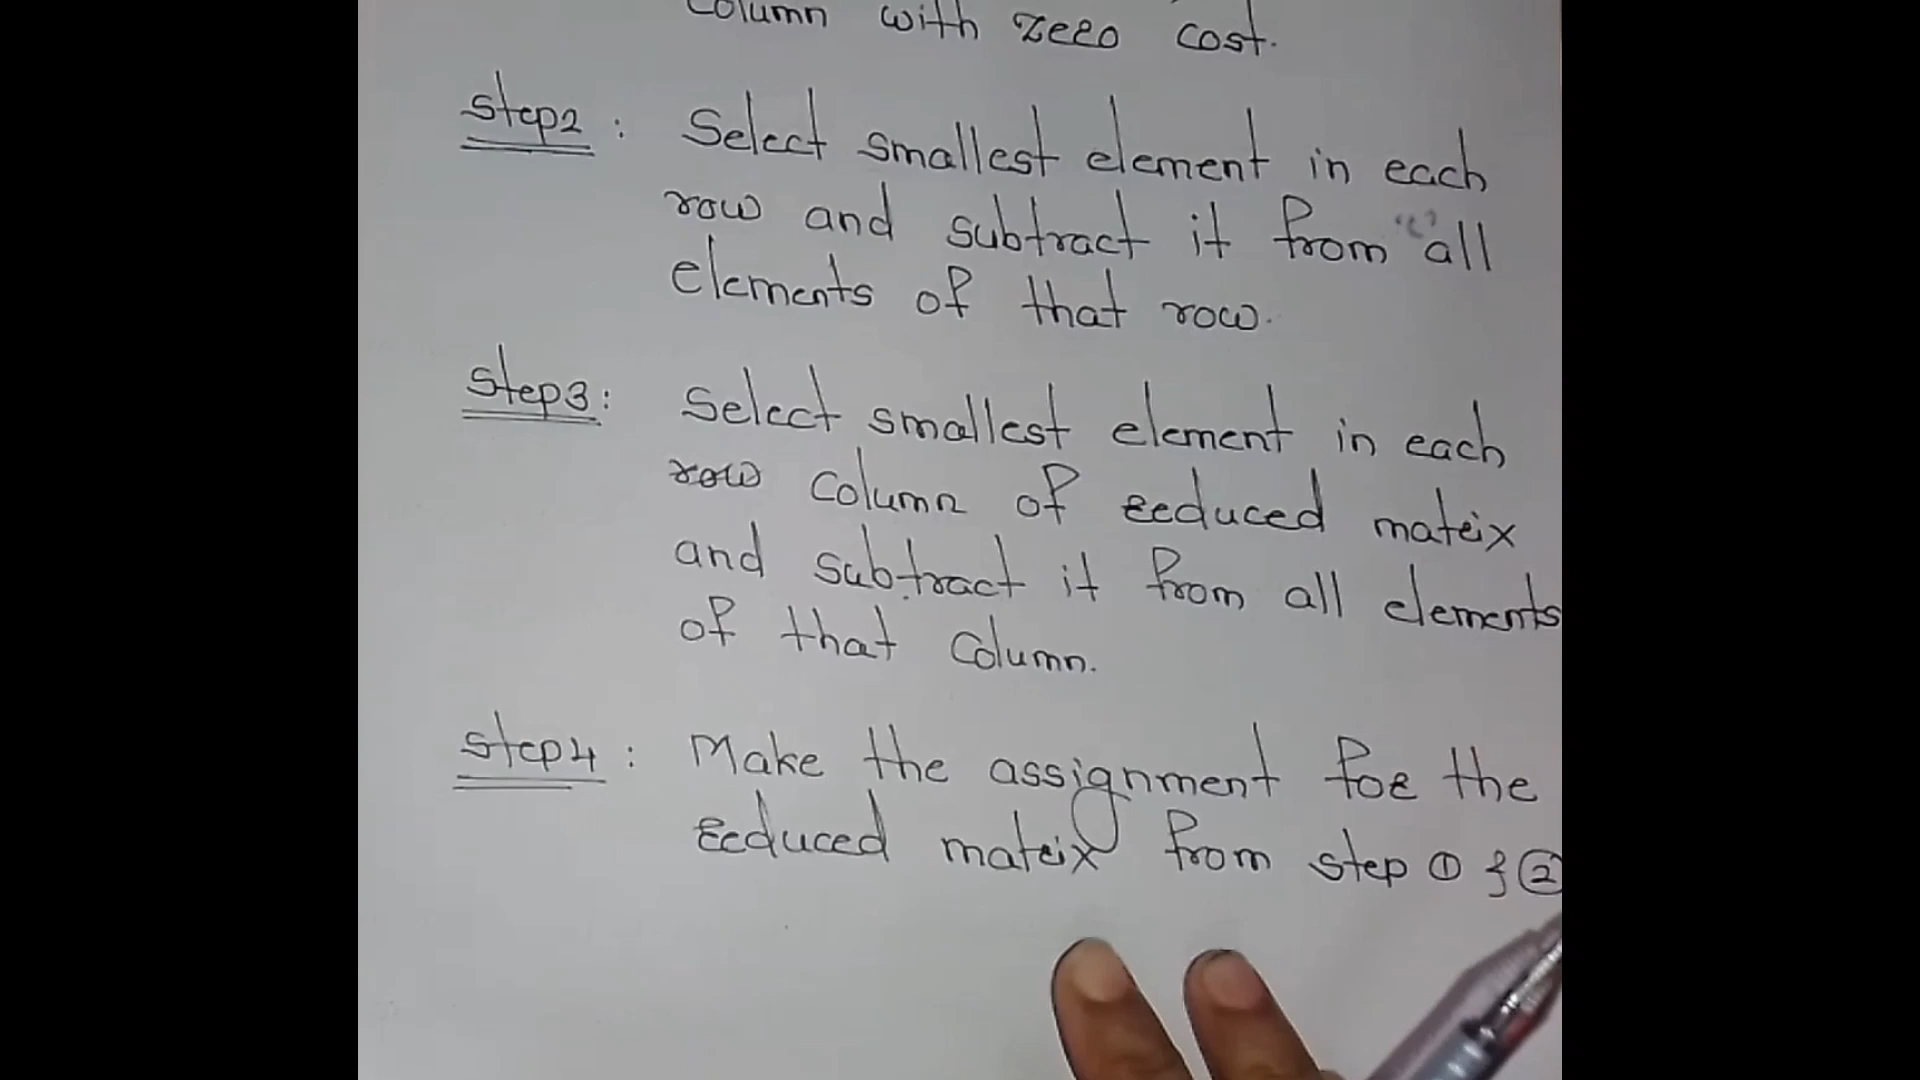 column with zero cost.
Step2 : Select smallest element in each
row and subtract it from all
elements of that row.
Step3 : Select smallest element in each
row column of reduced matrix
and subtract it from all elements
of that column.
Step4 : Make the assignment for the
reduced matrix from step ① & ②